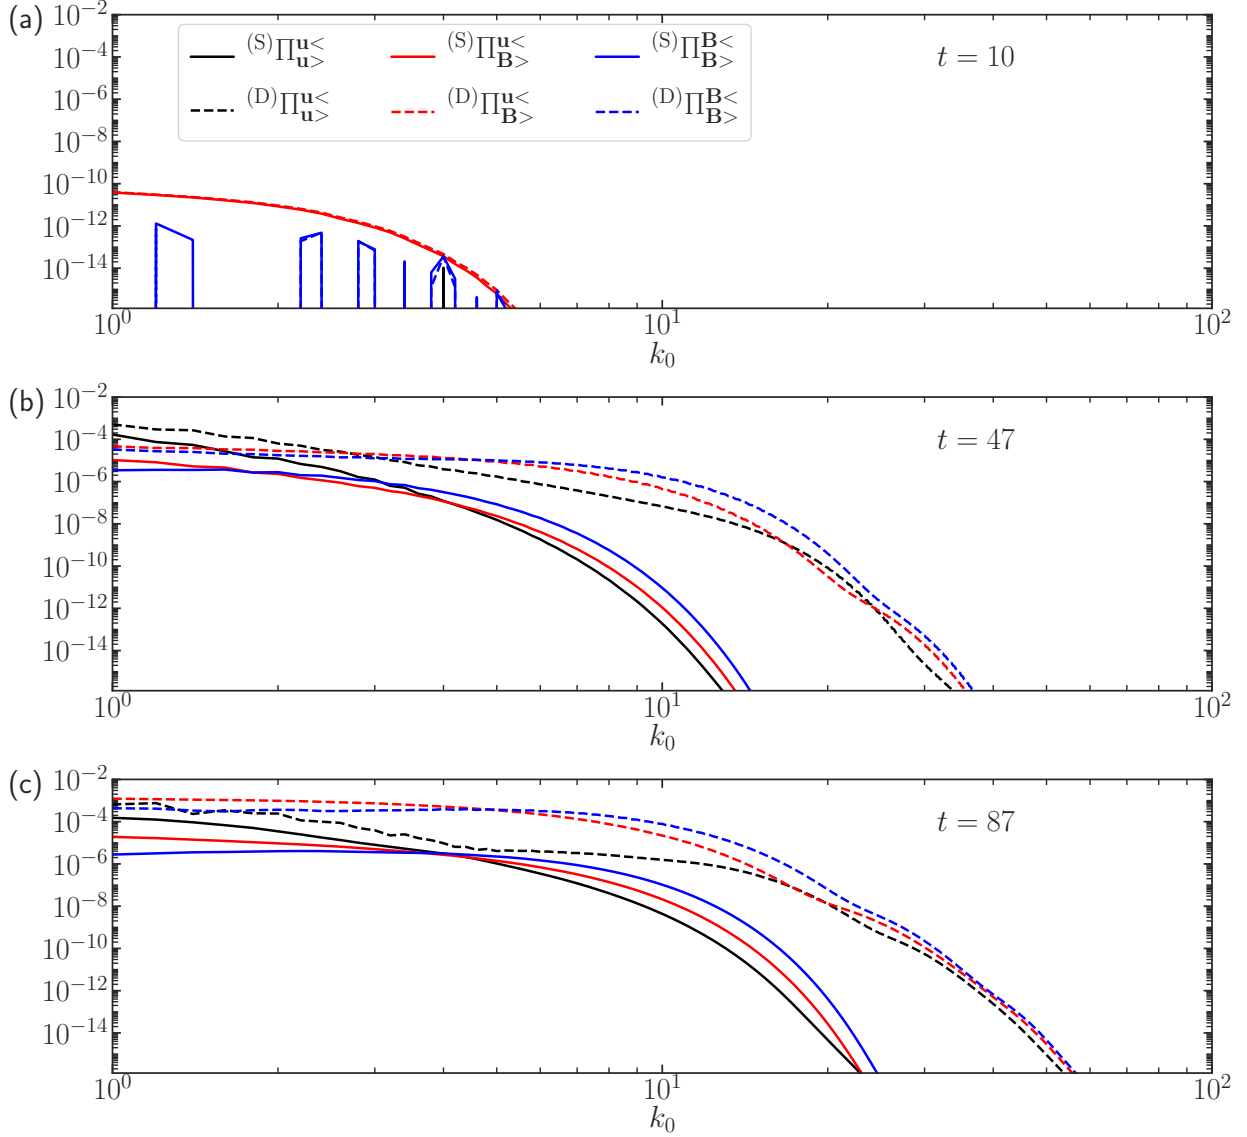 (a)
10^{-2}
10^{-4}
10^{-6}
10^{-8}
10^{-10}
10^{-12}
10^{-14}
^{(S)}Π^{u<}_{u>} ^{(S)}Π^{u<}_{B>} ^{(S)}Π^{B<}_{B>}
^{(D)}Π^{u<}_{u>} ^{(D)}Π^{u<}_{B>} ^{(D)}Π^{B<}_{B>}
t = 10
10^0 10^1 10^2
k_0
(b)
10^{-2}
10^{-4}
10^{-6}
10^{-8}
10^{-10}
10^{-12}
10^{-14}
t = 47
10^0 10^1 10^2
k_0
(c)
10^{-2}
10^{-4}
10^{-6}
10^{-8}
10^{-10}
10^{-12}
10^{-14}
t = 87
10^0 10^1 10^2
k_0